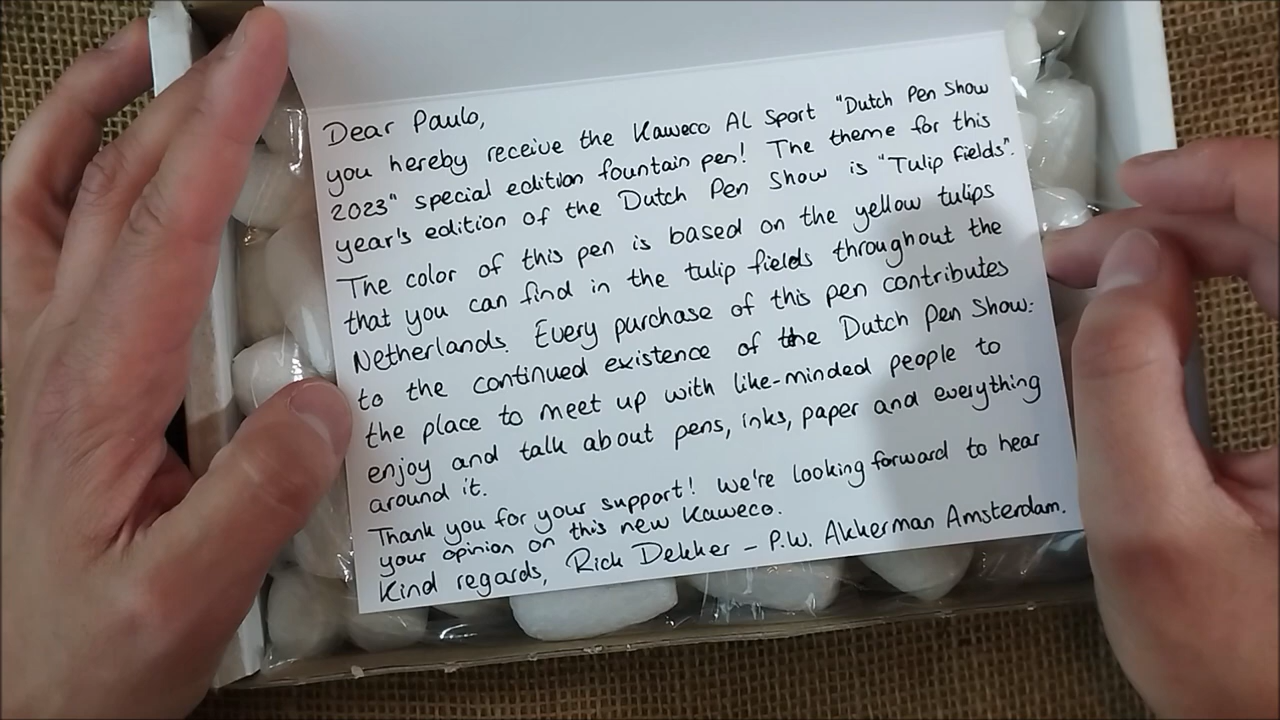 Dear Paulo,
you hereby receive the Kaweco AL Sport "Dutch Pen Show
2023" special edition fountain pen! The theme for this
year's edition of the Dutch Pen Show is "Tulip Fields".
The color of this pen is based on the yellow tulips
that you can find in the tulip fields throughout the
Netherlands. Every purchase of this pen contributes
to the continued existence of the Dutch Pen Show:
the place to meet up with like-minded people to
enjoy and talk about pens, inks, paper and everything
around it.
Thank you for your support! We're looking forward to hear
your opinion on this new Kaweco.
Kind regards, Rick Dekker – P.W. Akkerman Amsterdam.